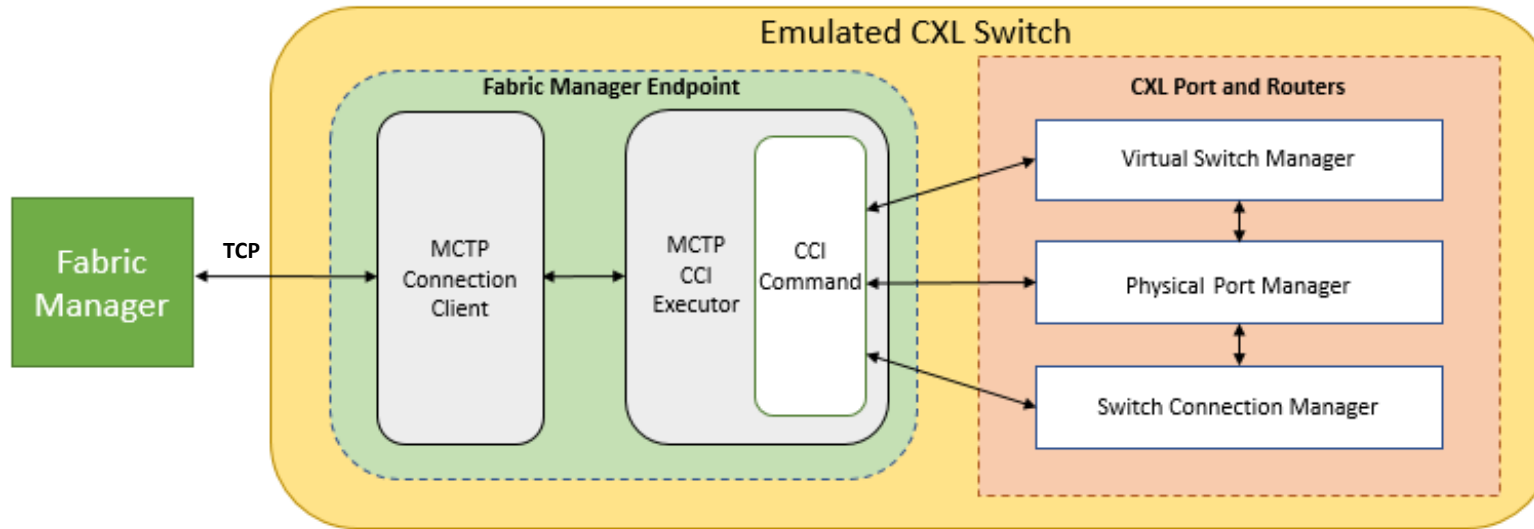 Emulated CXL Switch
Fabric Manager Endpoint
CXL Port and Routers
Fabric
Manager
TCP
MCTP
Connection
Client
MCTP
CCI
Executor
CCI
Command
Virtual Switch Manager
Physical Port Manager
Switch Connection Manager